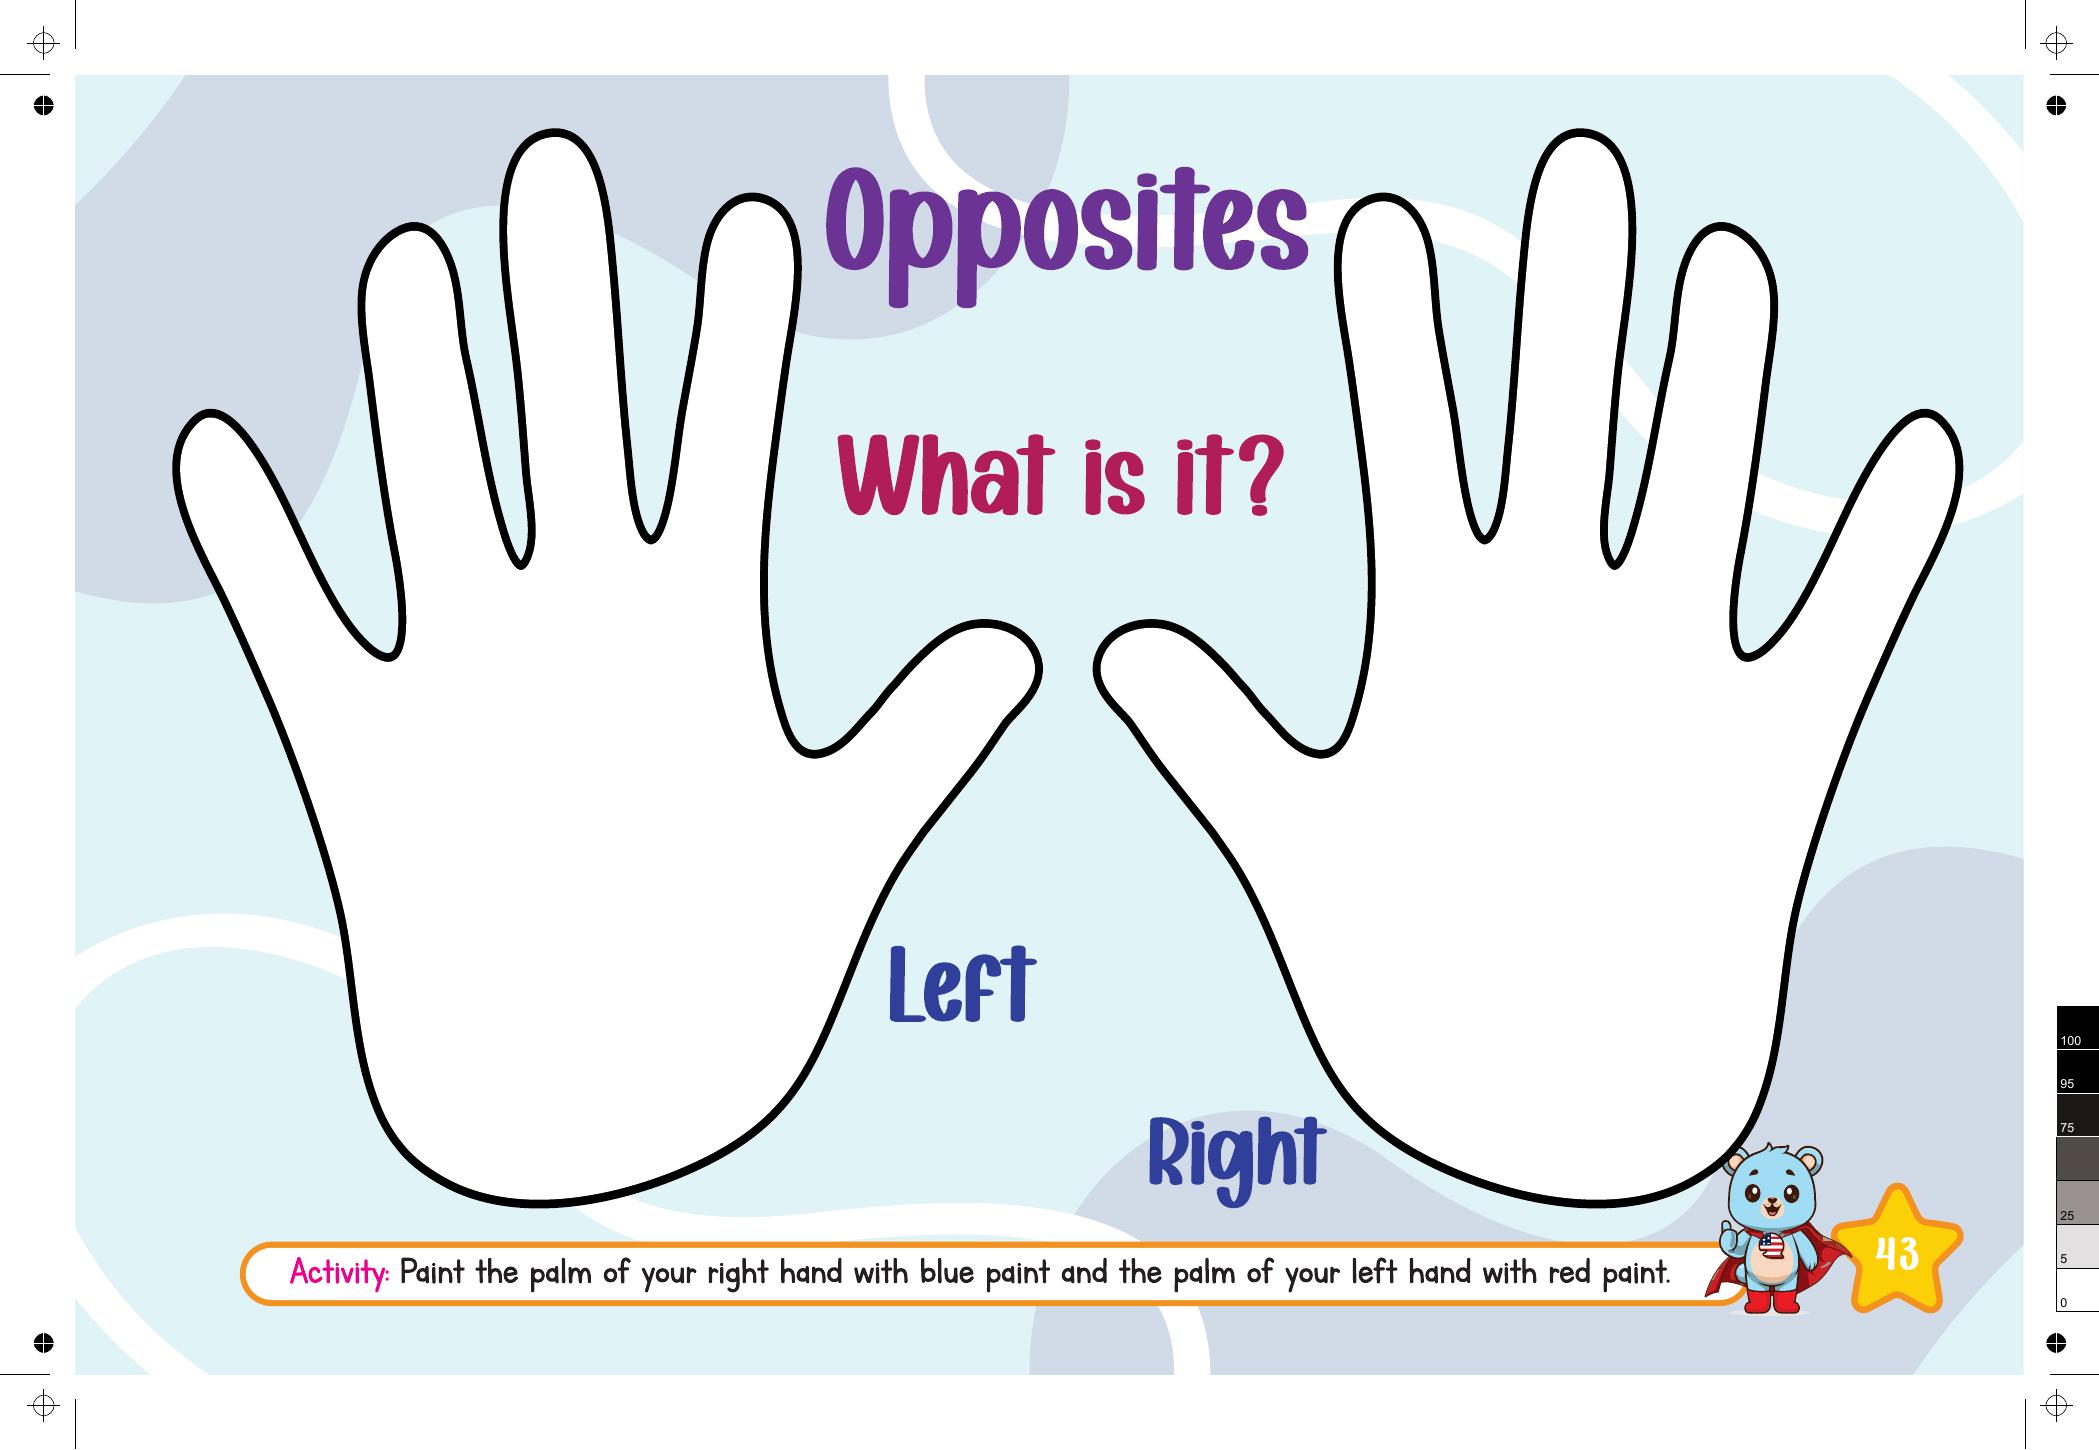 Opposites
What is it?
Left
Right
Activity: Paint the palm of your right hand with blue paint and the palm of your left hand with red paint.
43
100
95
75
25
5
0